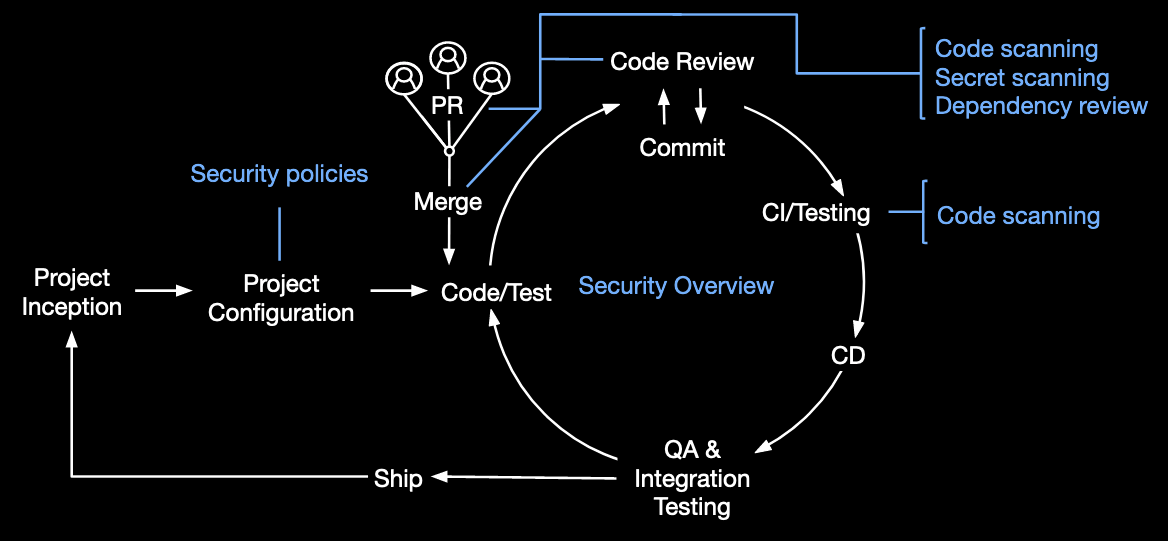 Code Review
Code scanning
Secret scanning
Dependency review
PR
Commit
Security policies
Merge
CI/Testing
Code scanning
Project
Inception
Project
Configuration
Code/Test
Security Overview
CD
QA &
Integration
Testing
Ship